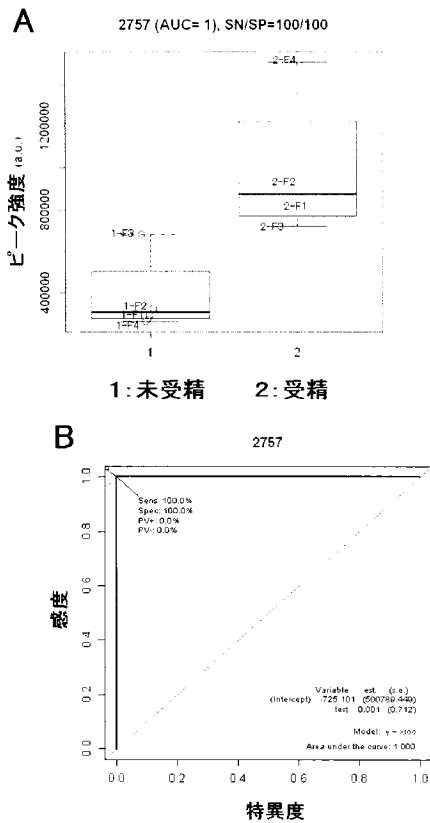 A
2757 (AUC= 1), SN/SP=100/100
ピーク強度 (a.u.)
1200000
800000
400000
2-F4
2-F2
2-F1
2-F3
1-F3
1-F2
1-F4
1
2
1:未受精
2:受精
B
2757
感度
1.0
0.8
0.6
0.4
0.2
0.0
Sens: 100.0%
Spec: 100.0%
PV+: 0.0%
PV-: 0.0%
Variable est. (s.e.)
(Intercept) -725.101 (500789.449)
test 0.001 (0.712)
Model: y ~ x
Area under the curve: 1.000
0.0
0.2
0.4
0.6
0.8
1.0
特異度